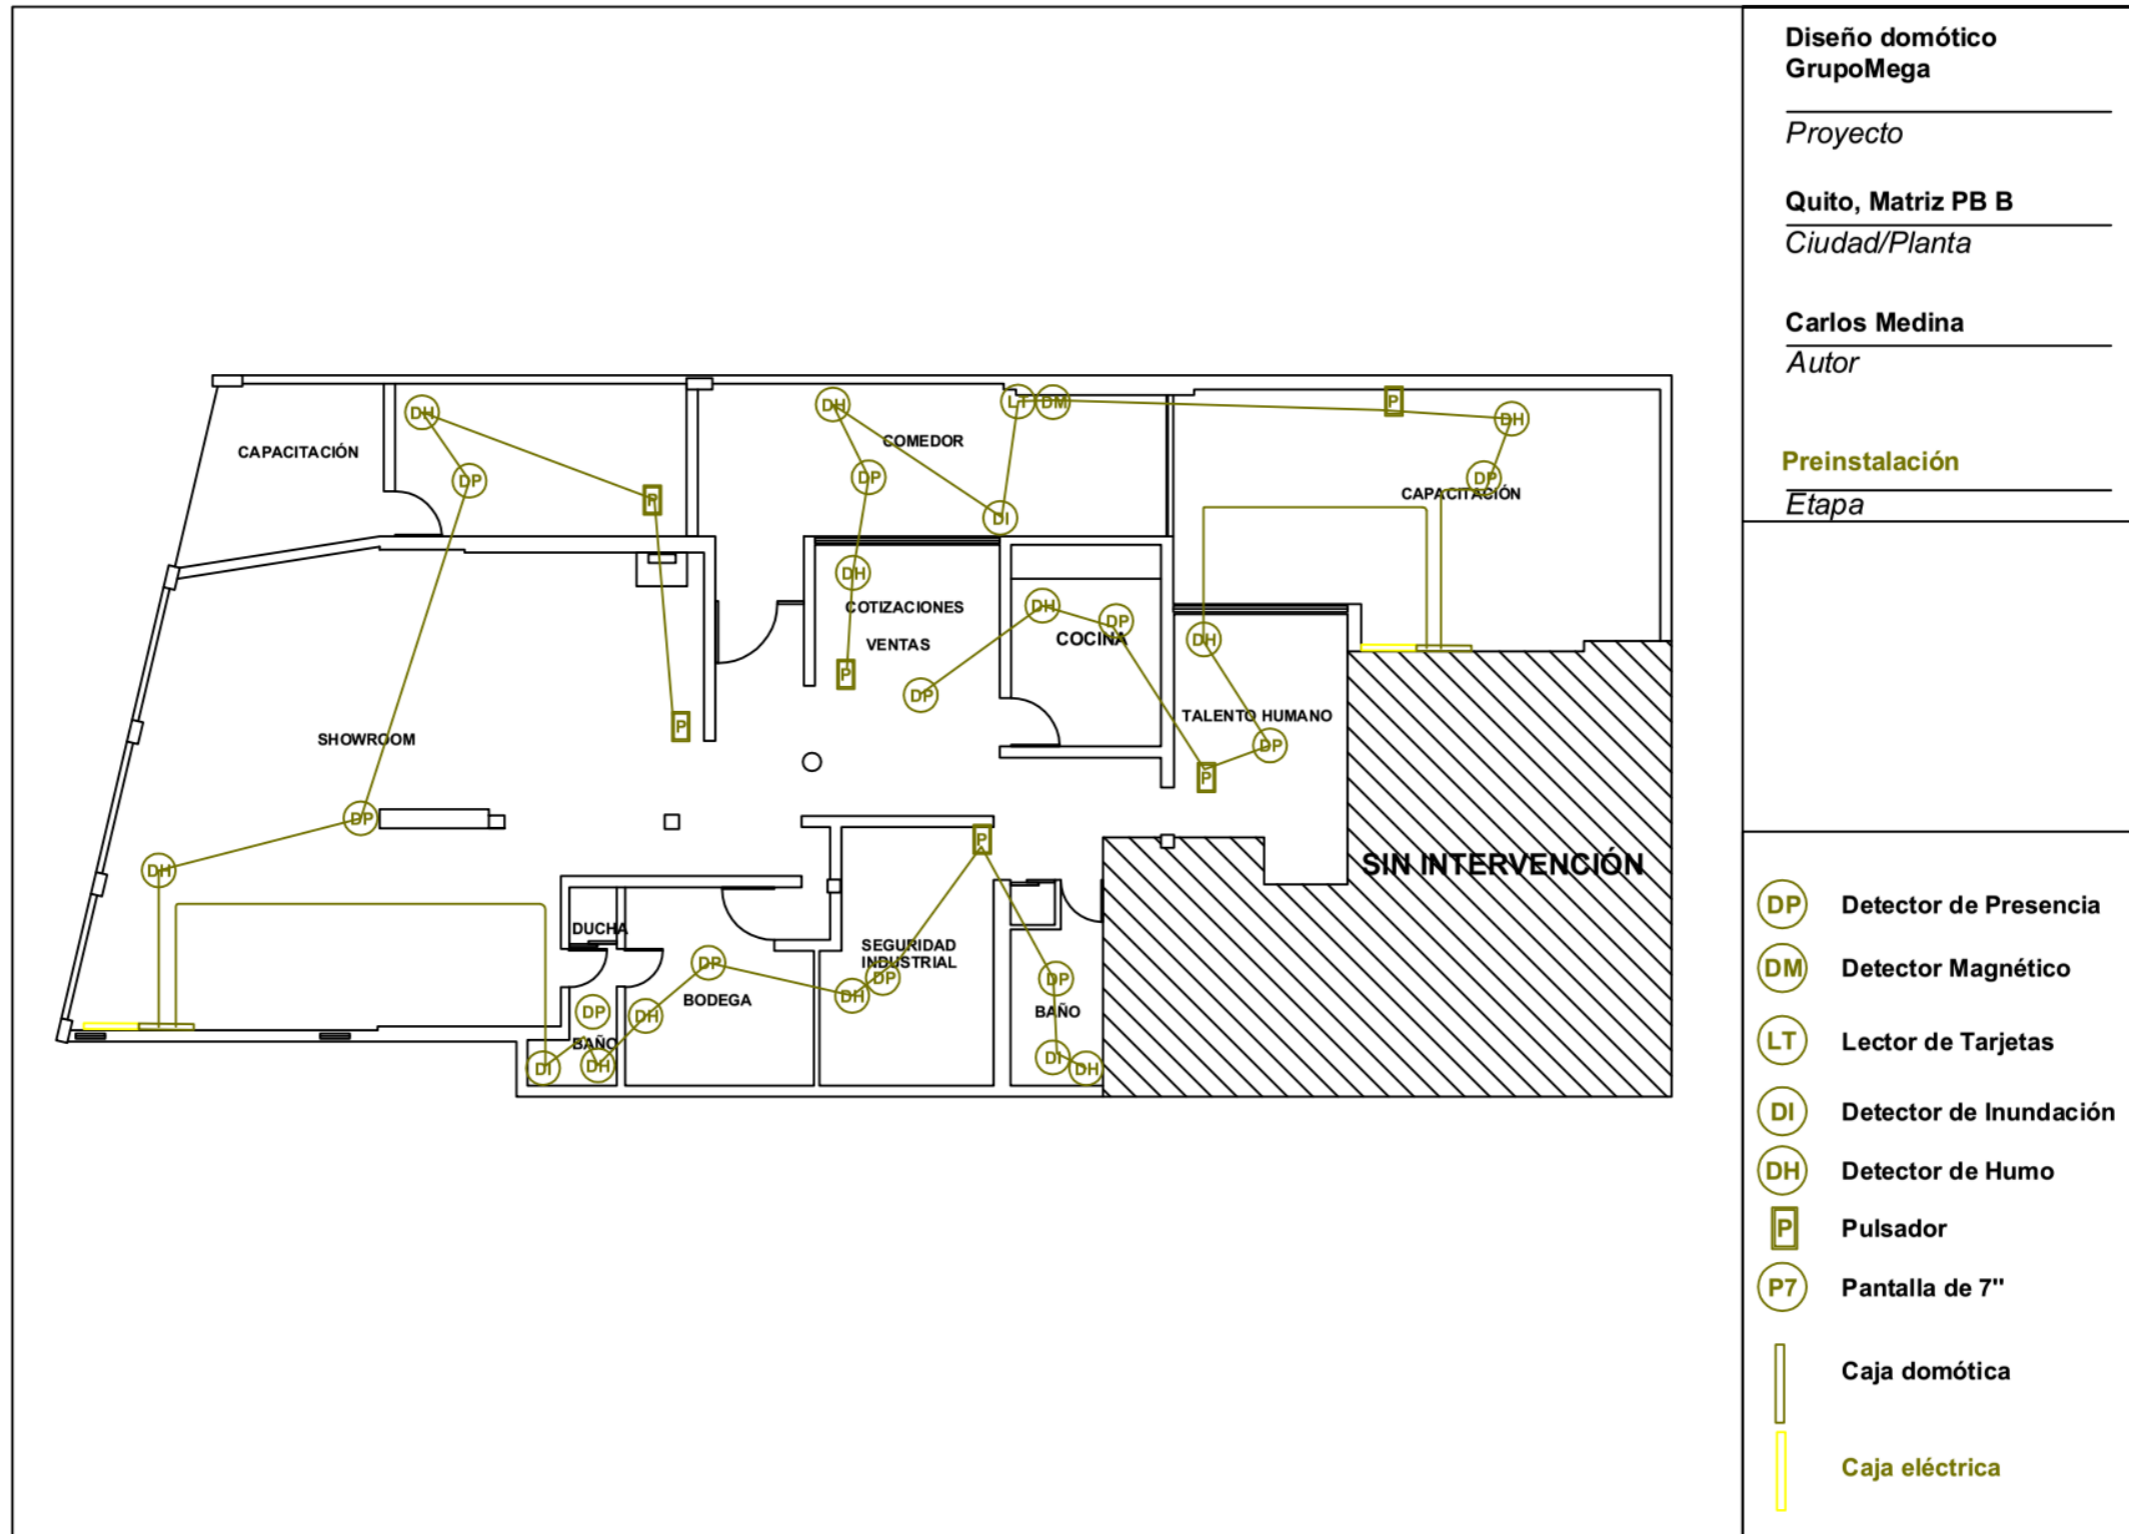 Diseño domótico
GrupoMega
Proyecto
Quito, Matriz PB B
Ciudad/Planta
Carlos Medina
Autor
Preinstalación
Etapa
DH
DH
LT
DM
P
DH
COMEDOR
CAPACITACIÓN
DP
P
DP
DP
CAPACITACIÓN
DI
DH
COTIZACIONES
DH
DP
COCINA
DH
VENTAS
P
DP
TALENTO HUMANO
P
SHOWROOM
DP
P
DP
P
DH
SIN INTERVENCIÓN
DUCHA
SEGURIDAD
INDUSTRIAL
DP
DP
DP
DH
BODEGA
DP
DH
BAÑO
BAÑO
DI
DH
DI
DH
DP
Detector de Presencia
DM
Detector Magnético
LT
Lector de Tarjetas
DI
Detector de Inundación
DH
Detector de Humo
P
Pulsador
P7
Pantalla de 7"
Caja domótica
Caja eléctrica